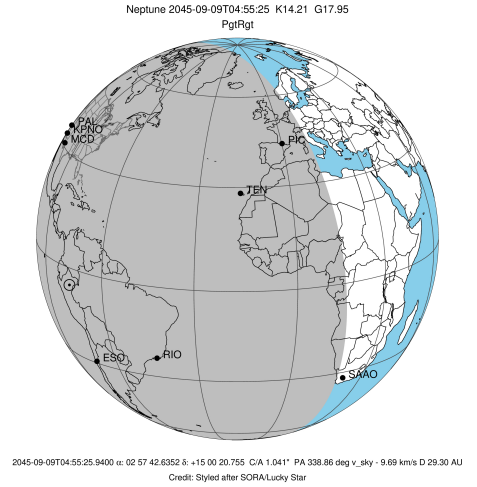 Neptune 2045-09-09T04:55:25 K14.21 G17.95
PgtRgt
PAL
KPNO
MCD
PIC
TEN
ESO
RIO
SAAO
2045-09-09T04:55:25.9400 α: 02 57 42.6352 δ: +15 00 20.755 C/A 1.041" PA 338.86 deg v_sky - 9.69 km/s D 29.30 AU
Credit: Styled after SORA/Lucky Star